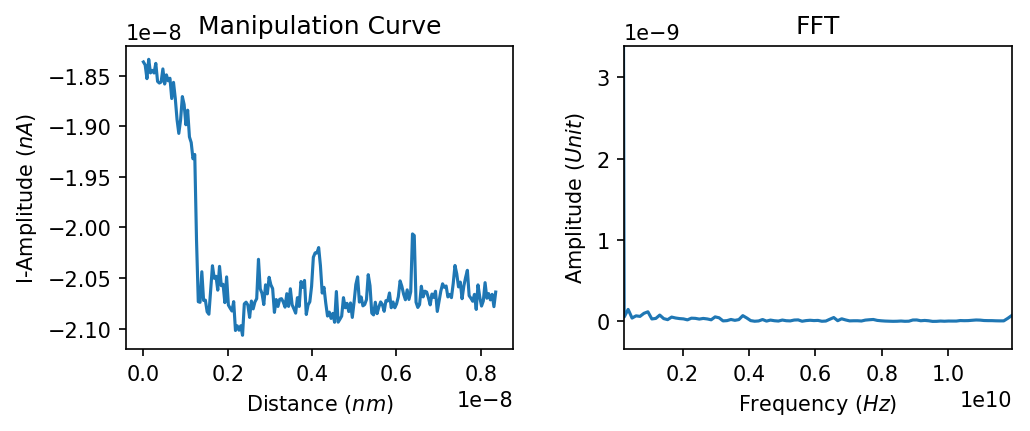 Manipulation Curve
1e−8
−1.85
−1.90
−1.95
−2.00
−2.05
−2.10
I-Amplitude (nA)
0.0 0.2 0.4 0.6 0.8
1e−8
Distance (nm)
FFT
1e−9
3
2
1
0
Amplitude (Unit)
0.2 0.4 0.6 0.8 1.0
1e10
Frequency (Hz)